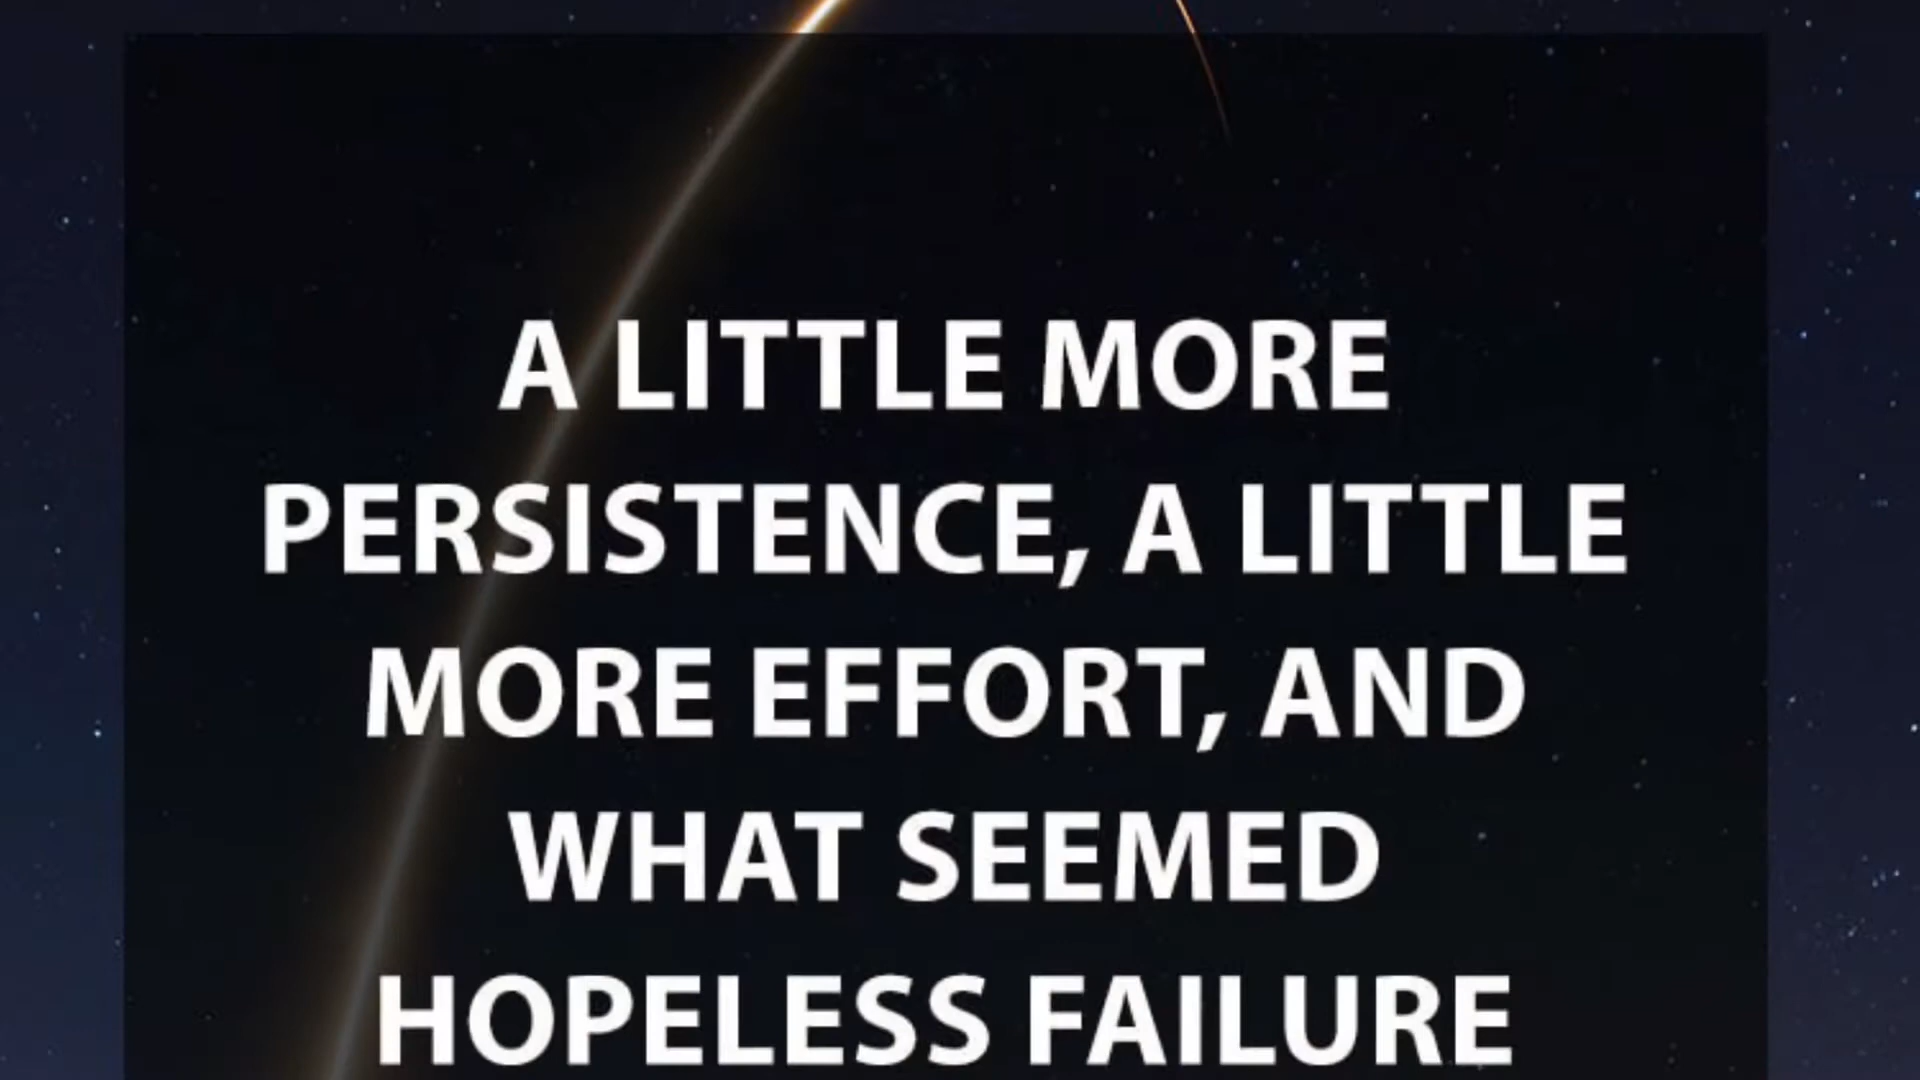 A LITTLE MORE
PERSISTENCE, A LITTLE
MORE EFFORT, AND
WHAT SEEMED
HOPELESS FAILURE